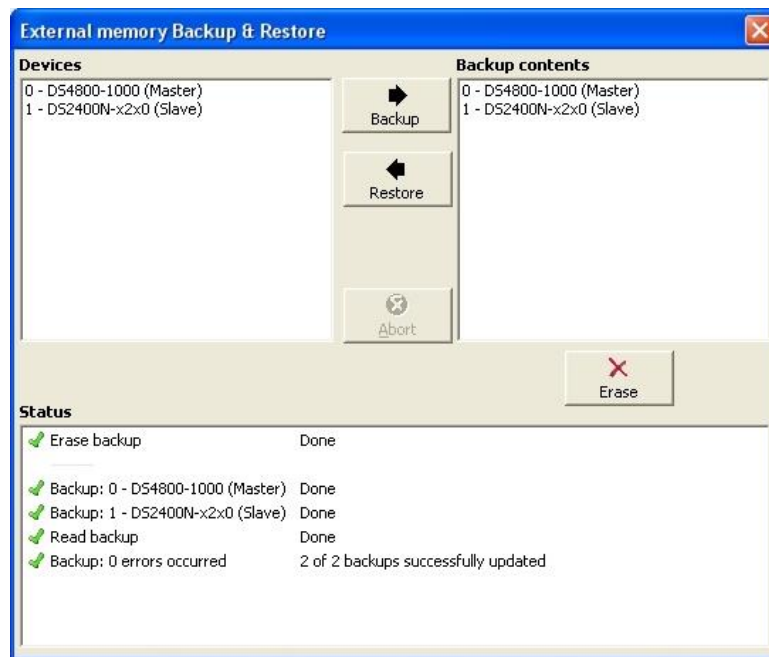 External memory Backup & Restore
Devices
0 - DS4800-1000 (Master)
1 - DS2400N-x2x0 (Slave)
Backup
Restore
Abort
Backup contents
0 - DS4800-1000 (Master)
1 - DS2400N-x2x0 (Slave)
Erase
Status
Erase backup Done
Backup: 0 - DS4800-1000 (Master) Done
Backup: 1 - DS2400N-x2x0 (Slave) Done
Read backup Done
Backup: 0 errors occurred 2 of 2 backups successfully updated